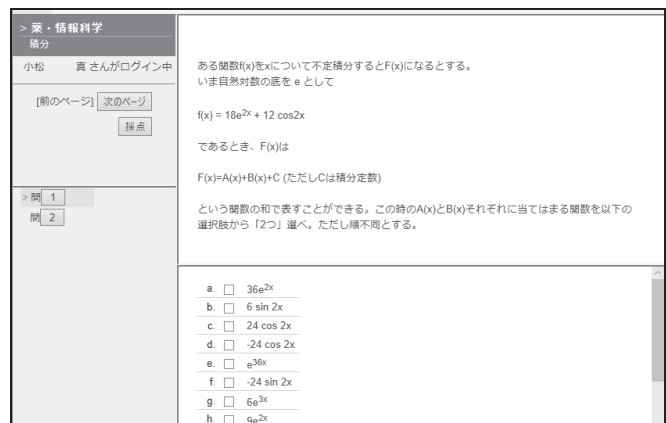 > 薬・情報科学
積分
小松 真 さんがログイン中
[前のページ] 次のページ
採点
> 問 1
問 2
ある関数f(x)をxについて不定積分するとF(x)になるとする。
いま自然対数の底を e として
f(x) = 18e2x + 12 cos2x
であるとき、F(x)は
F(x)=A(x)+B(x)+C (ただしCは積分定数)
という関数の和で表すことができる。この時のA(x)とB(x)それぞれに当てはまる関数を以下の
選択肢から「2つ」選べ。ただし順不同とする。
a. 36e2x
b. 6 sin 2x
c. 24 cos 2x
d. -24 cos 2x
e. e36x
f. -24 sin 2x
g. 6e3x
h. 9e2x